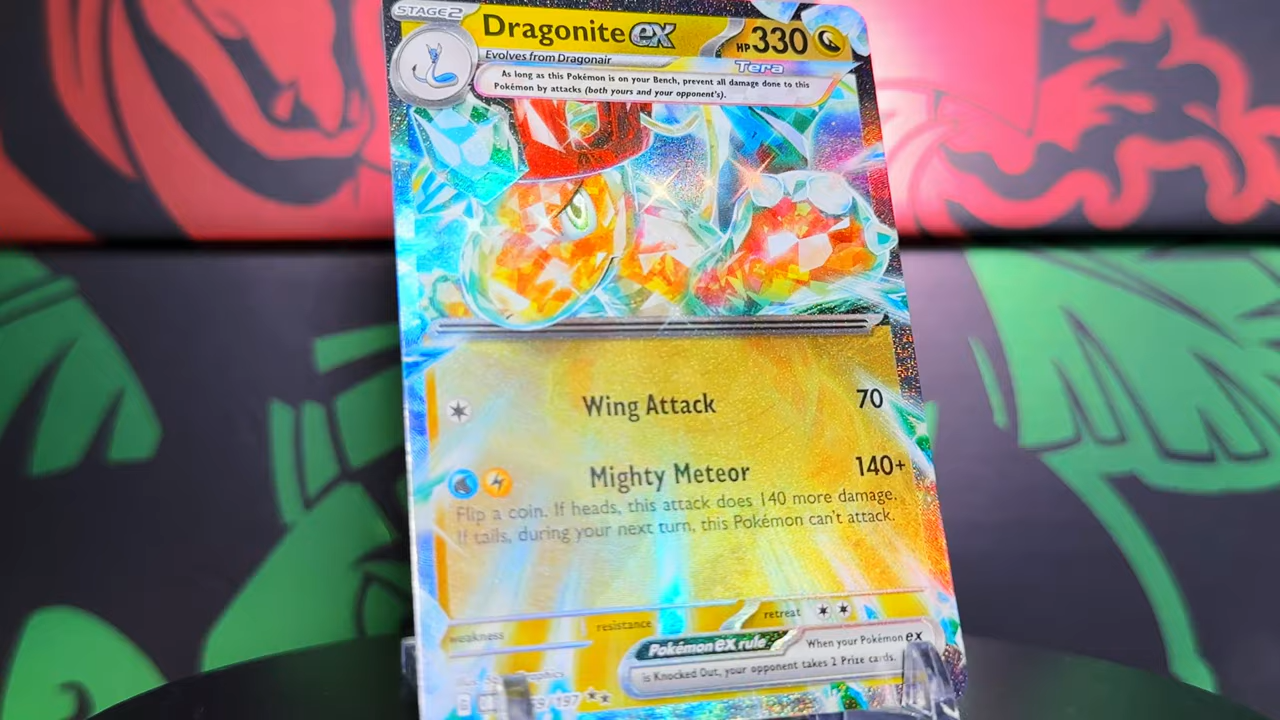 STAGE2
Dragonite ex
HP 330
Evolves from Dragonair
Tera
As long as this Pokémon is on your Bench, prevent all damage done to this
Pokémon by attacks (both yours and your opponent's).
Wing Attack 70
Mighty Meteor 140+
Flip a coin. If heads, this attack does 140 more damage.
If tails, during your next turn, this Pokémon can't attack.
weakness resistance retreat
Pokémon ex rule
When your Pokémon ex
is Knocked Out, your opponent takes 2 Prize cards.
/197